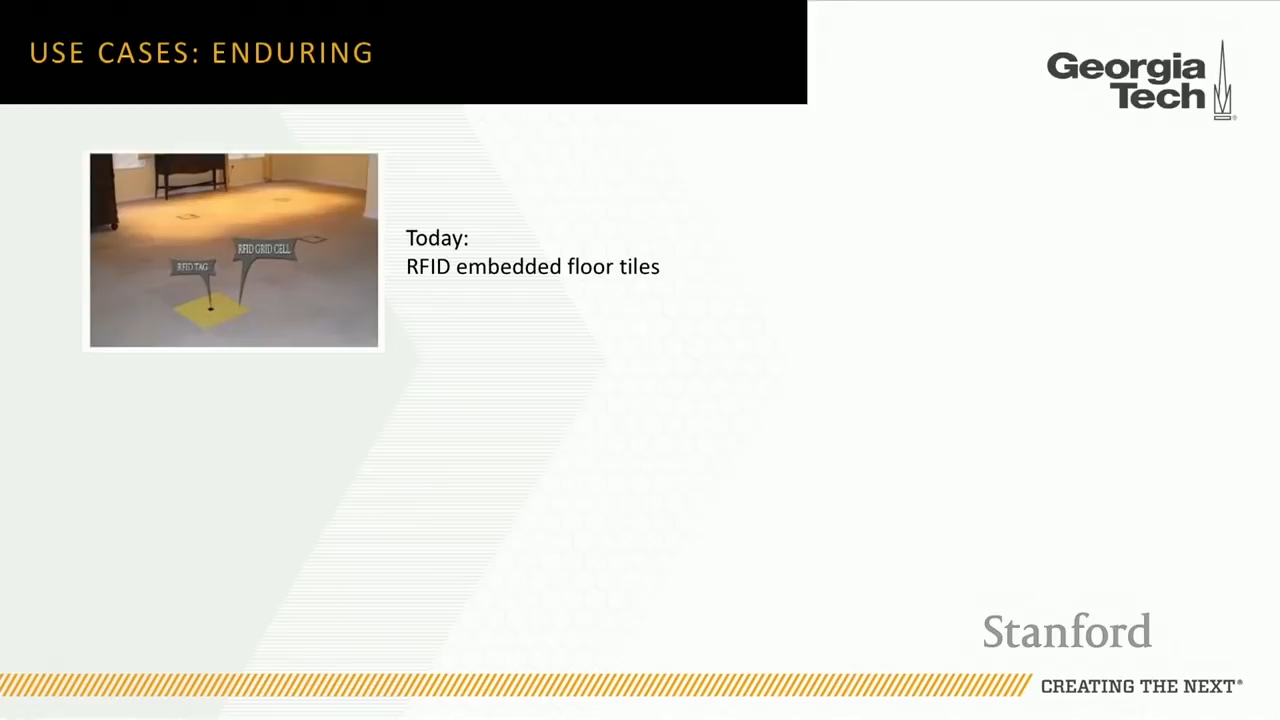 USE CASES: ENDURING
Georgia
Tech
RFID TAG
RFID GRID CELL
Today:
RFID embedded floor tiles
Stanford
CREATING THE NEXT®